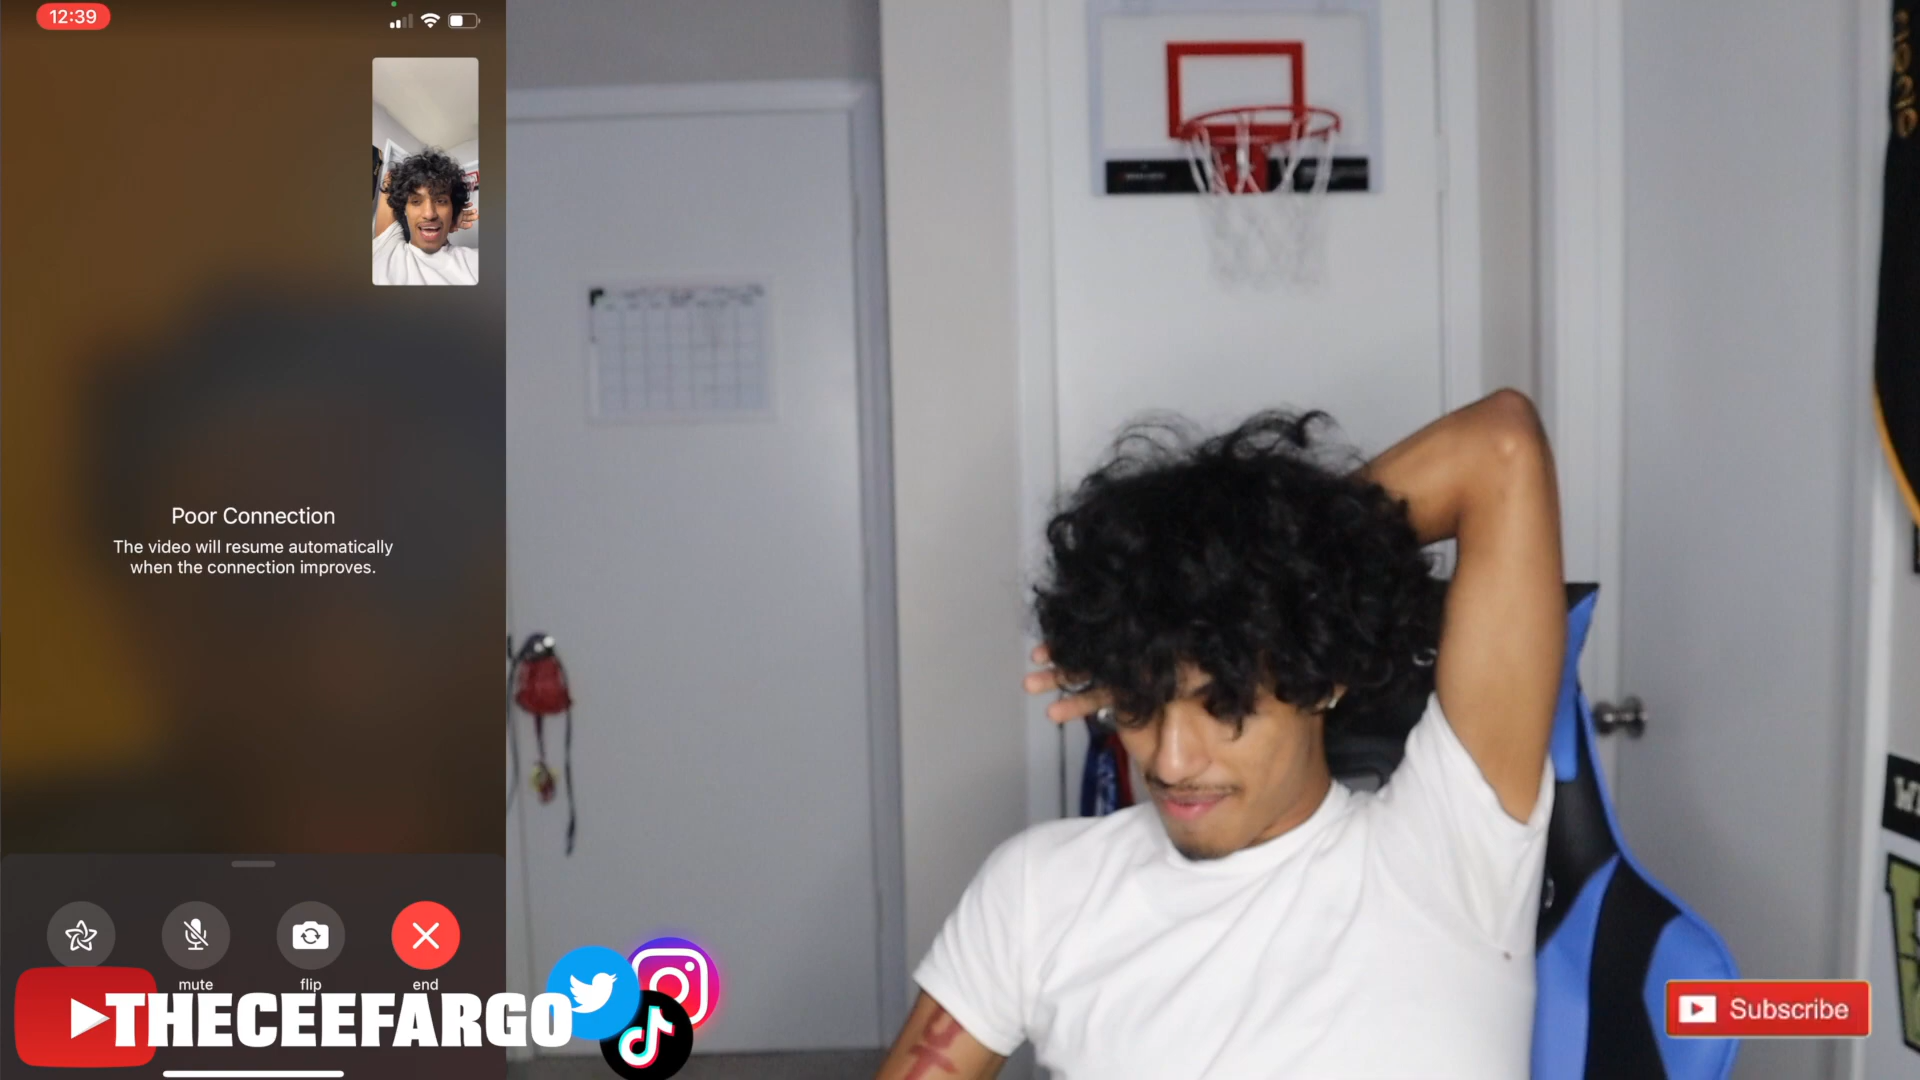 12:39
Poor Connection
The video will resume automatically
when the connection improves.
mute
flip
end
THECEEFARGO
Subscribe